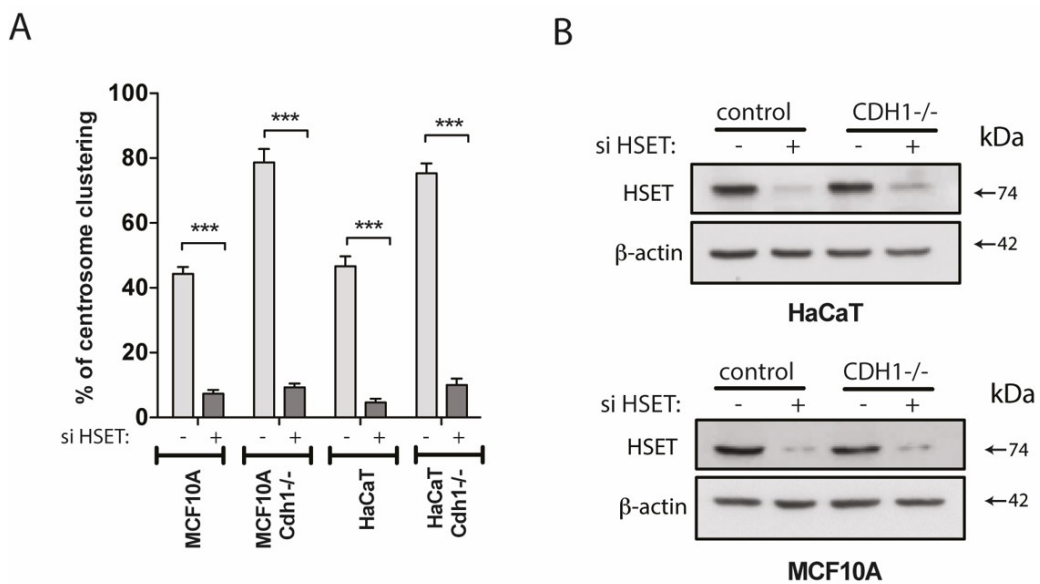 A
% of centrosome clustering
100
80
60
40
20
0
***
***
***
***
si HSET: - + - + - + - +
MCF10A
MCF10A
Cdh1-/-
HaCaT
HaCaT
Cdh1-/-
B
control CDH1-/-
kDa
si HSET: - + - +
HSET ←74
β-actin ←42
HaCaT
control CDH1-/-
kDa
si HSET: - + - +
HSET ←74
β-actin ←42
MCF10A